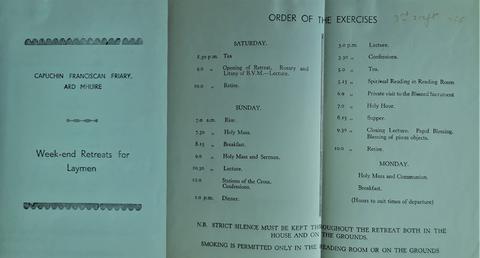 CAPUCHIN FRANCISCAN FRIARY,
ARD MHUIRE
Week-end Retreats for
Laymen
ORDER OF THE EXERCISES
SATURDAY.
5.30 p.m. Tea
9.0 „ Opening of Retreat, Rosary and
Litany of B.V.M.—Lecture.
10.0 „ Retire.
SUNDAY.
7.0 a.m. Rise.
7.30 „ Holy Mass.
8.15 „ Breakfast.
9.0 „ Holy Mass and Sermon.
10.30 „ Lecture.
12.0 Stations of the Cross.
Confessions.
1.0 p.m. Dinner.
3.0 p.m. Lecture.
3.30 „ Confessions.
5.0 „ Tea.
5.15 „ Spiritual Reading in Reading Room
6.0 „ Private visit to the Blessed Sacrament
7.0 „ Holy Hour.
8.15 „ Supper.
9.30 „ Closing Lecture. Papal Blessing.
Blessing of pious objects.
10.0 „ Retire.
MONDAY.
Holy Mass and Communion.
Breakfast.
(Hours to suit times of departure)
N.B. STRICT SILENCE MUST BE KEPT THROUGHOUT THE RETREAT BOTH IN THE
HOUSE AND ON THE GROUNDS.
SMOKING IS PERMITTED ONLY IN THE READING ROOM OR ON THE GROUNDS